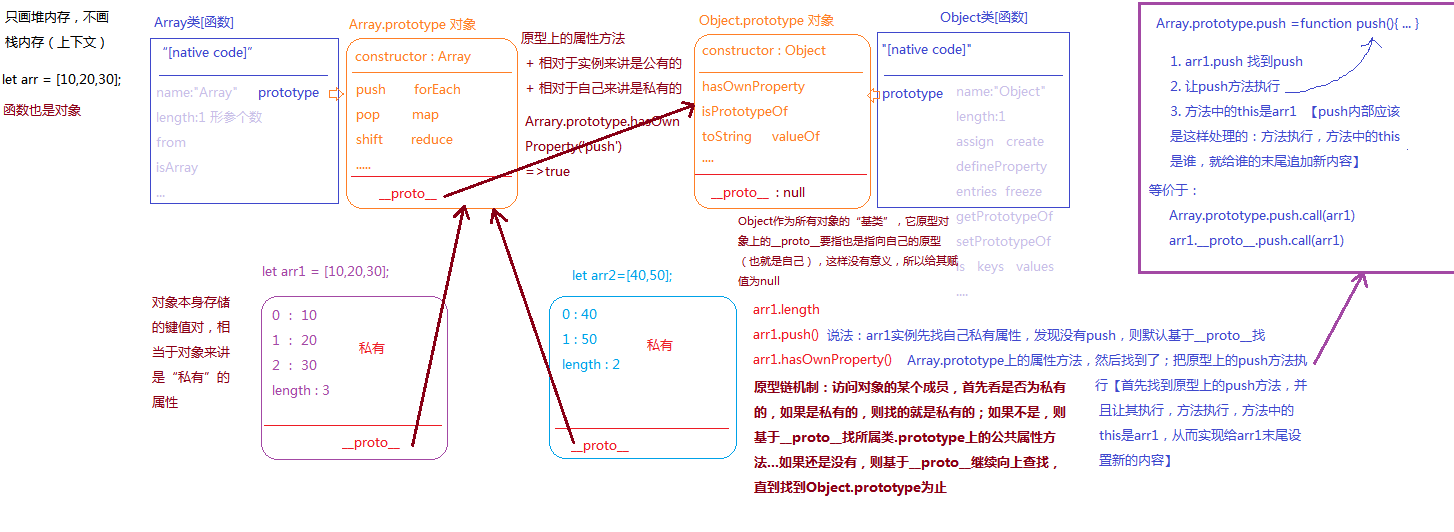 只画堆内存，不画
栈内存（上下文）
let arr = [10,20,30];
函数也是对象
Array类[函数]
“[native code]”
name:"Array"
prototype
length:1 形参个数
from
isArray
...
Array.prototype 对象
constructor : Array
push forEach
pop map
shift reduce
.....
__proto__
原型上的属性方法
+ 相对于实例来讲是公有的
+ 相对于自己来讲是私有的
Arrary.prototype.hasOwn
Property('push')
=>true
Object.prototype 对象
constructor : Object
hasOwnProperty
isPrototypeOf
toString valueOf
....
__proto__ : null
Object类[函数]
"[native code]"
prototype
name:"Object"
length:1
assign create
defineProperty
entries freeze
getPrototypeOf
setPrototypeOf
is keys values
....
Object作为所有对象的“基类”，它原型对
象上的__proto__要指也是指向自己的原型
（也就是自己），这样没有意义，所以给其赋
值为null
Array.prototype.push =function push(){ ... }
1. arr1.push 找到push
2. 让push方法执行
3. 方法中的this是arr1 【push内部应该
是这样处理的：方法执行，方法中的this
是谁，就给谁的末尾追加新内容】
等价于：
Array.prototype.push.call(arr1)
arr1.__proto__.push.call(arr1)
对象本身存储
的键值对，相
当于对象来讲
是“私有”的
属性
let arr1 = [10,20,30];
0 : 10
1 : 20
2 : 30
length : 3
私有
__proto__
let arr2=[40,50];
0 : 40
1 : 50
length : 2
私有
__proto__
arr1.length
arr1.push() 说法：arr1实例先找自己私有属性，发现没有push，则默认基于__proto__找
arr1.hasOwnProperty() Array.prototype上的属性方法，然后找到了；把原型上的push方法执
行【首先找到原型上的push方法，并
且让其执行，方法执行，方法中的
this是arr1，从而实现给arr1末尾设
置新的内容】
原型链机制：访问对象的某个成员，首先看是否为私有
的，如果是私有的，则找的就是私有的；如果不是，则
基于__proto__找所属类.prototype上的公共属性方
法...如果还是没有，则基于__proto__继续向上查找，
直到找到Object.prototype为止